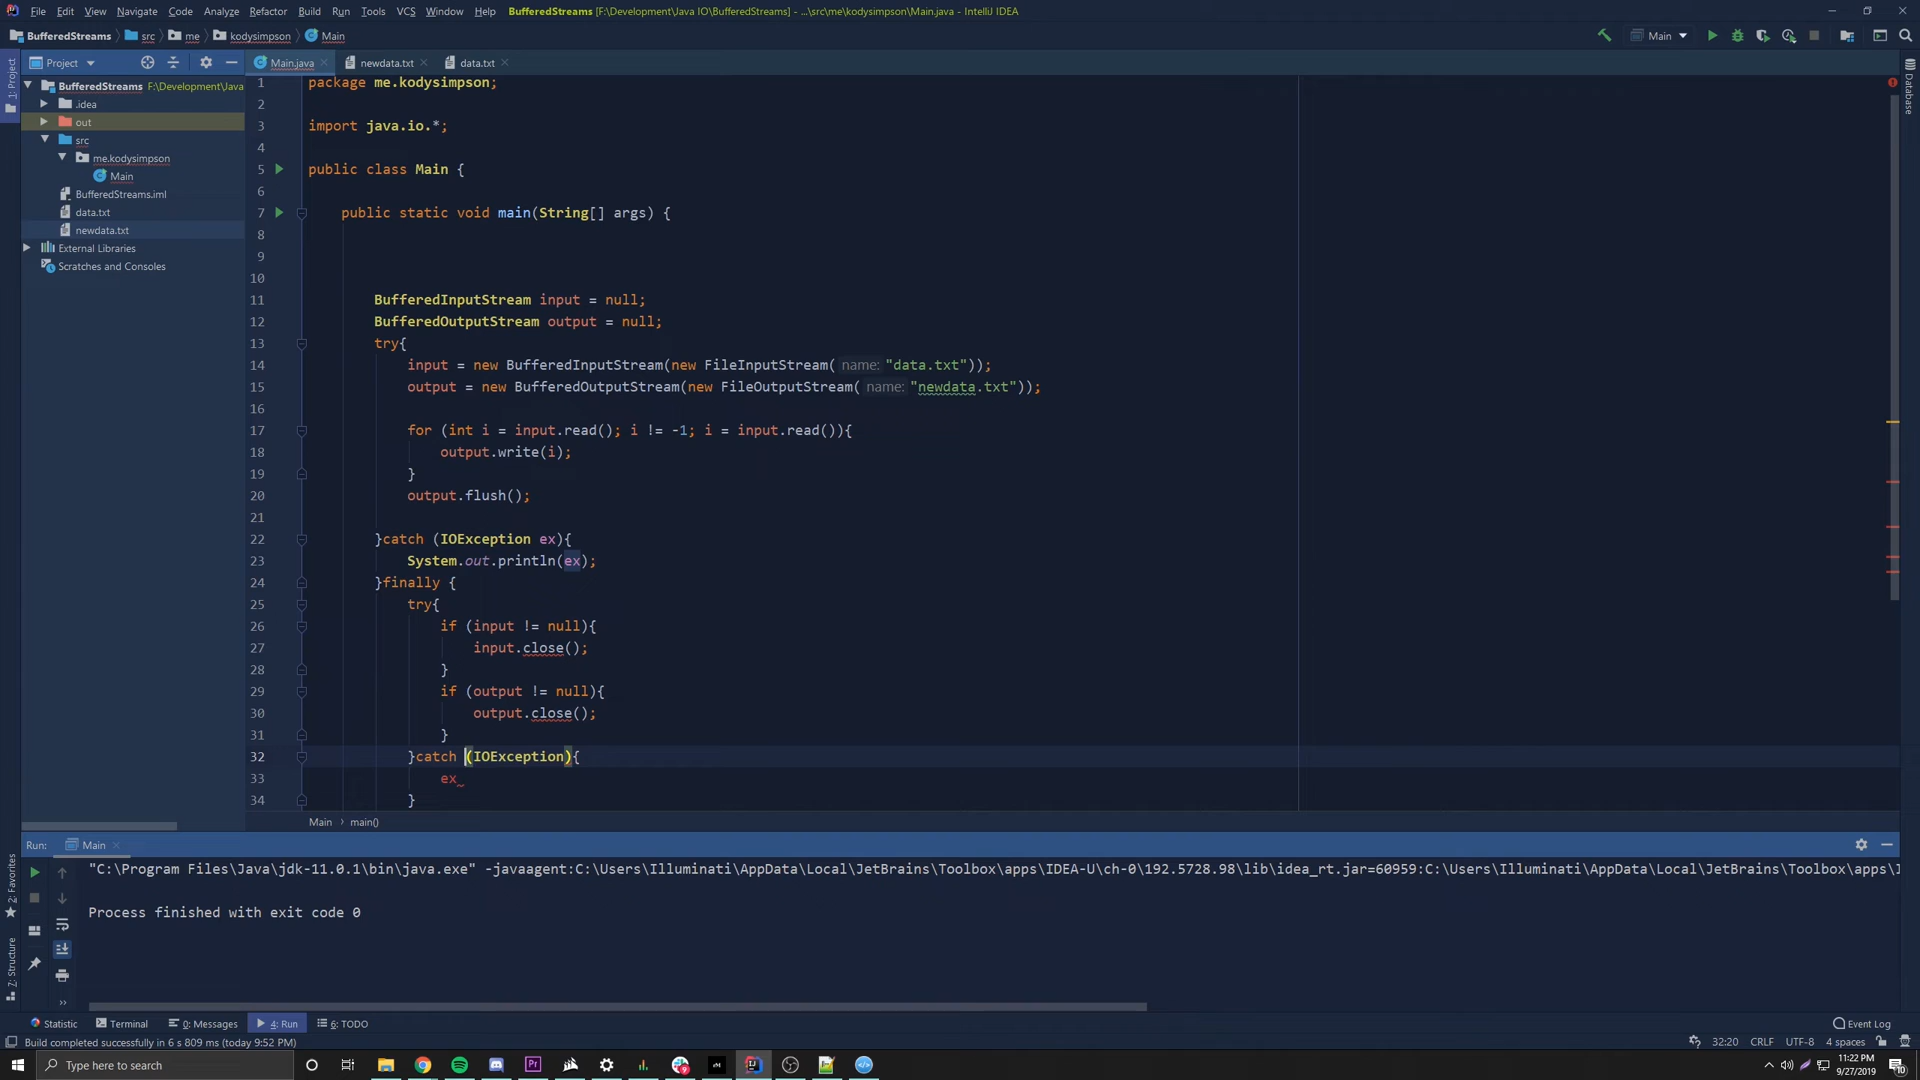 File Edit View Navigate Code Analyze Refactor Build Run Tools VCS Window Help BufferedStreams [F:\Development\Java IO\BufferedStreams] - ...\src\me\kodysimpson\Main.java - IntelliJ IDEA
BufferedStreams src me kodysimpson Main Main
1: Project
Project Main.java newdata.txt data.txt
Database
BufferedStreams F:\Development\Java
.idea
out
src
me.kodysimpson
Main
BufferedStreams.iml
data.txt
newdata.txt
External Libraries
Scratches and Consoles
1 package me.kodysimpson;
2
3 import java.io.*;
4
5 public class Main {
6
7 public static void main(String[] args) {
8
9
10
11 BufferedInputStream input = null;
12 BufferedOutputStream output = null;
13 try{
14 input = new BufferedInputStream(new FileInputStream( name: "data.txt"));
15 output = new BufferedOutputStream(new FileOutputStream( name: "newdata.txt"));
16
17 for (int i = input.read(); i != -1; i = input.read()){
18 output.write(i);
19 }
20 output.flush();
21
22 }catch (IOException ex){
23 System.out.println(ex);
24 }finally {
25 try{
26 if (input != null){
27 input.close();
28 }
29 if (output != null){
30 output.close();
31 }
32 }catch (IOException){
33 ex
34 }
Main › main()
Run: Main
"C:\Program Files\Java\jdk-11.0.1\bin\java.exe" -javaagent:C:\Users\Illuminati\AppData\Local\JetBrains\Toolbox\apps\IDEA-U\ch-0\192.5728.98\lib\idea_rt.jar=60959:C:\Users\Illuminati\AppData\Local\JetBrains\Toolbox\apps\I
Process finished with exit code 0
2: Favorites
7: Structure
Statistic Terminal 0: Messages 4: Run 6: TODO Event Log
Build completed successfully in 6 s 809 ms (today 9:52 PM) 32:20 CRLF UTF-8 4 spaces
Type here to search 11:22 PM
9/27/2019